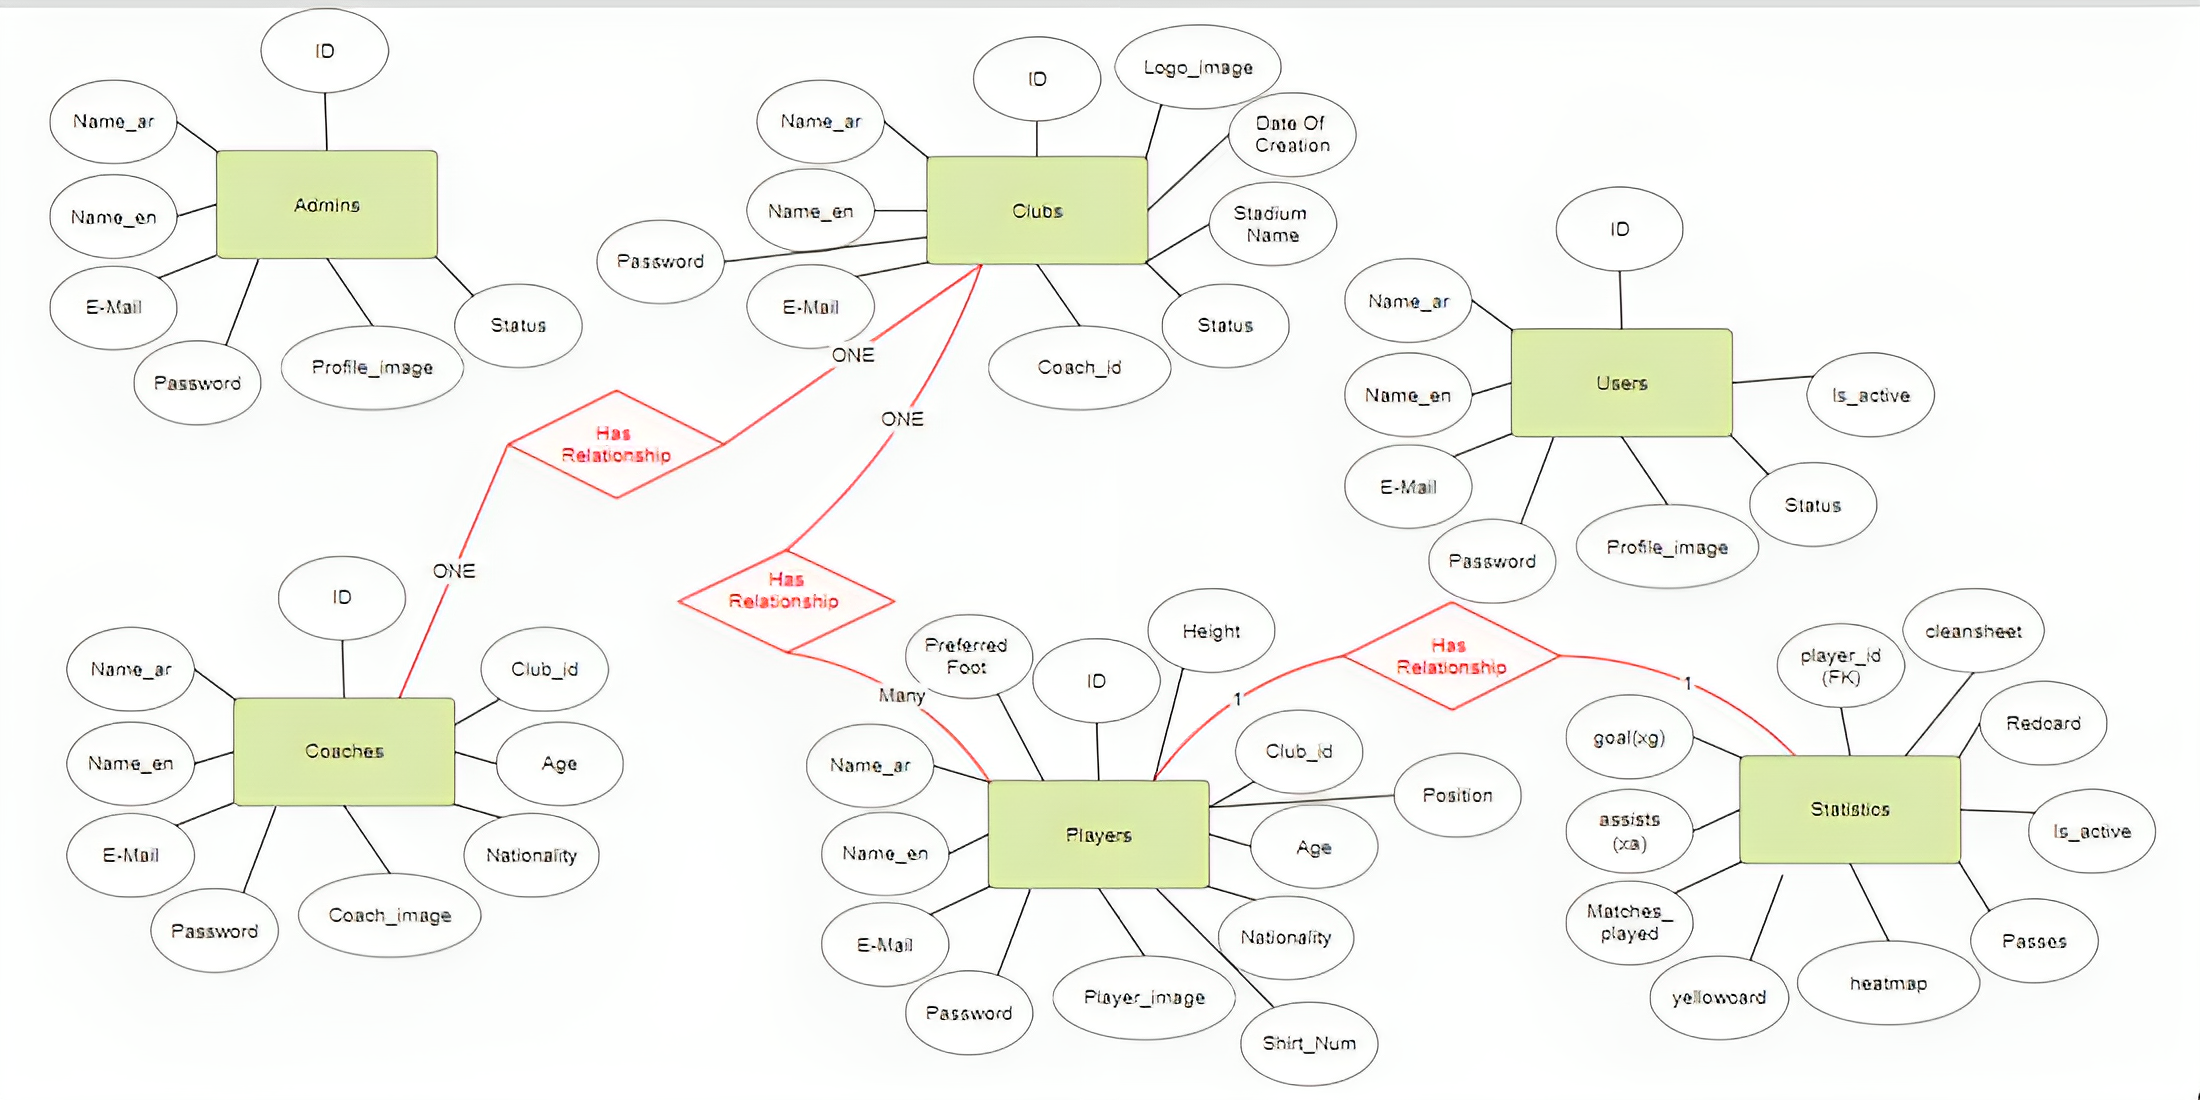 ID
Name_ar
Name_en
E-Mail
Password
Profile_image
Status
Admins
ID
Logo_image
Date Of
Creation
Stadium
Name
Status
Coach_id
E-Mail
Password
Name_en
Name_ar
Clubs
ID
Name_ar
Name_en
E-Mail
Password
Profile_image
Status
Is_active
Users
ONE
Has
Relationship
ONE
ONE
Has
Relationship
Many
ID
Name_ar
Name_en
E-Mail
Password
Coach_image
Nationality
Age
Club_id
Coaches
Preferred
Foot
ID
Height
Club_id
Position
Age
Nationality
Shirt_Num
Player_image
Password
E-Mail
Name_en
Name_ar
Players
1
Has
Relationship
1
player_id
(FK)
cleansheet
Redcard
Is_active
Passes
heatmap
yellowcard
Matches_
played
assists
(xa)
goal(xg)
Statistics